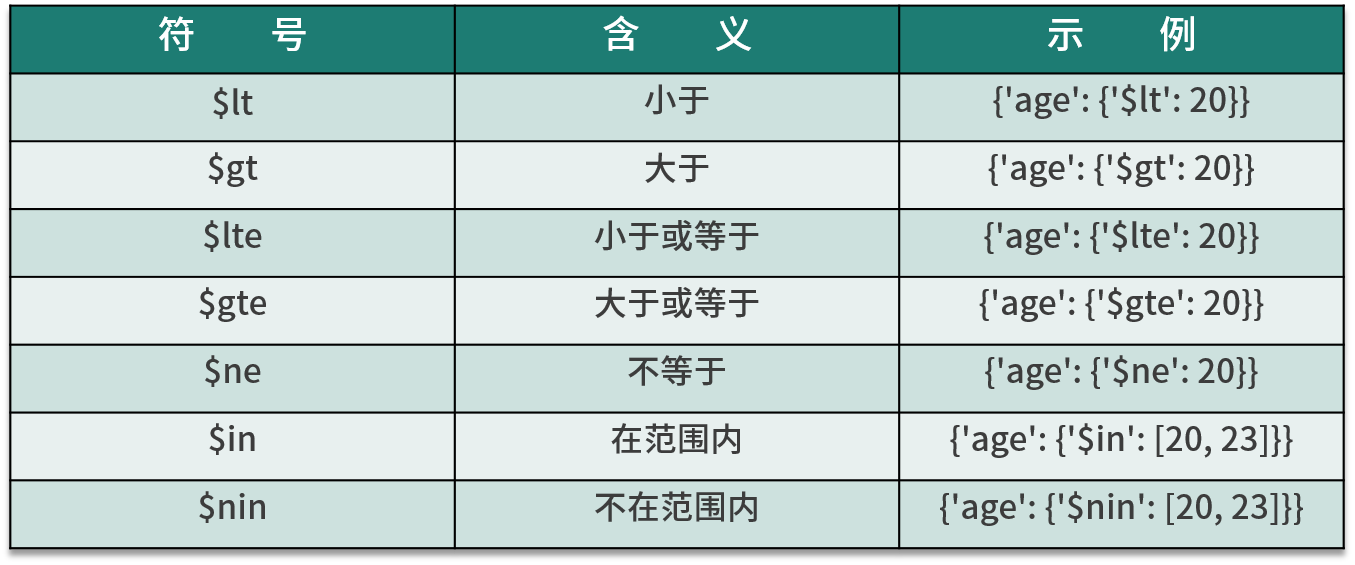 符号 含义 示例
$lt 小于 {'age': {'$lt': 20}}
$gt 大于 {'age': {'$gt': 20}}
$lte 小于或等于 {'age': {'$lte': 20}}
$gte 大于或等于 {'age': {'$gte': 20}}
$ne 不等于 {'age': {'$ne': 20}}
$in 在范围内 {'age': {'$in': [20, 23]}}
$nin 不在范围内 {'age': {'$nin': [20, 23]}}